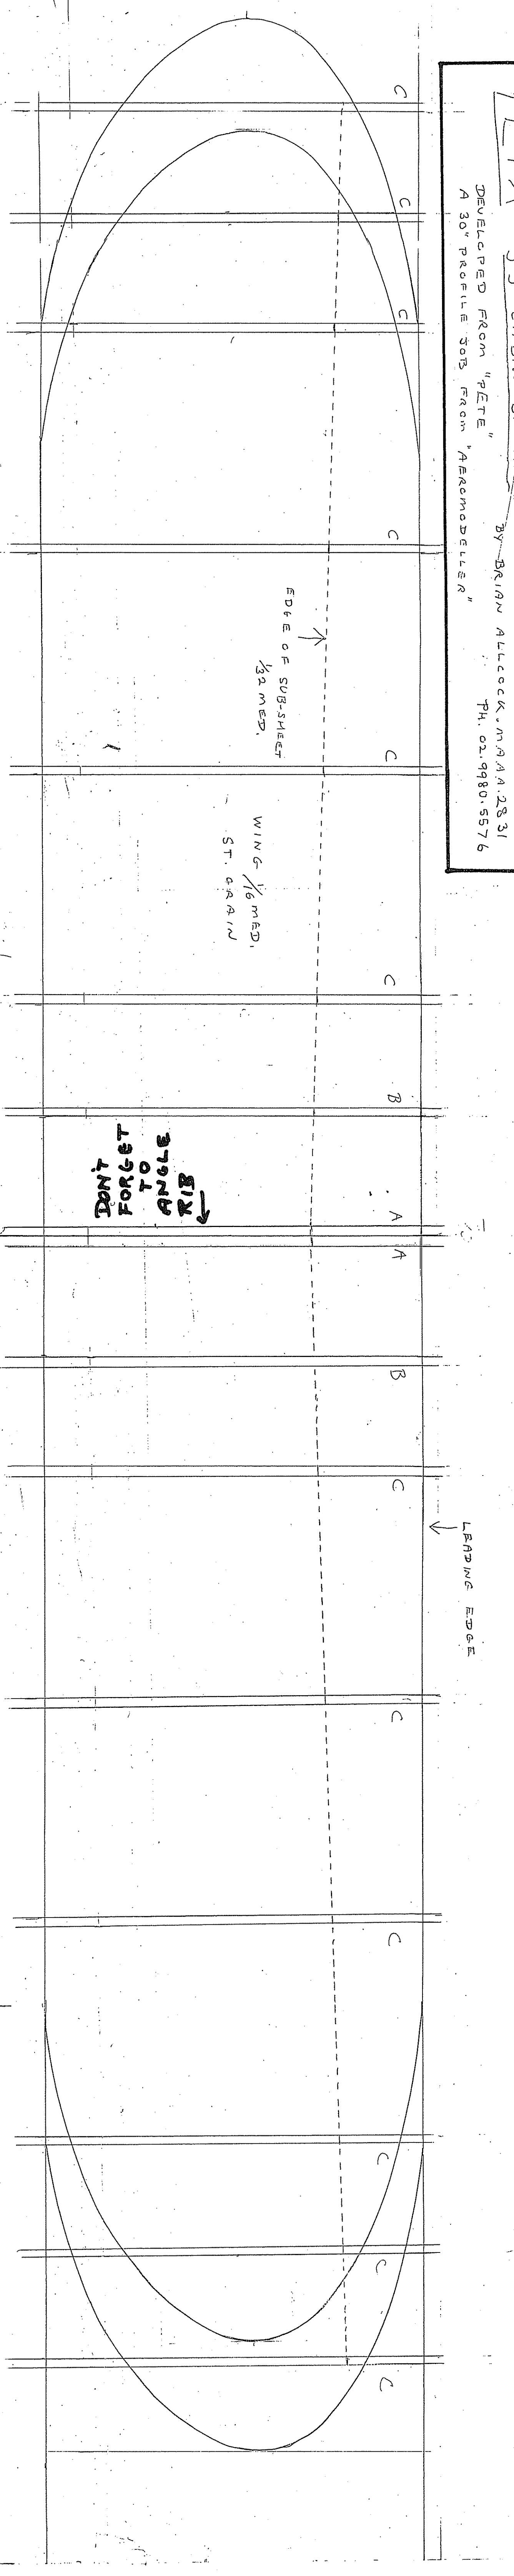 BY BRIAN ALLCOCK. M.A.A.A. 2831
PH. 02.9980.5576
DEVELOPED FROM "PETE"
A 30" PROFILE JOB FROM "AEROMODELLER"
C
C
C
C
EDGE OF SUB-SHEET
1/32 MED.
C
WING 1/16 MED.
ST. GRAIN
C
B
DON'T
FORGET
TO
ANGLE
RIB
A
A
B
C
LEADING EDGE
C
C
C
C
C